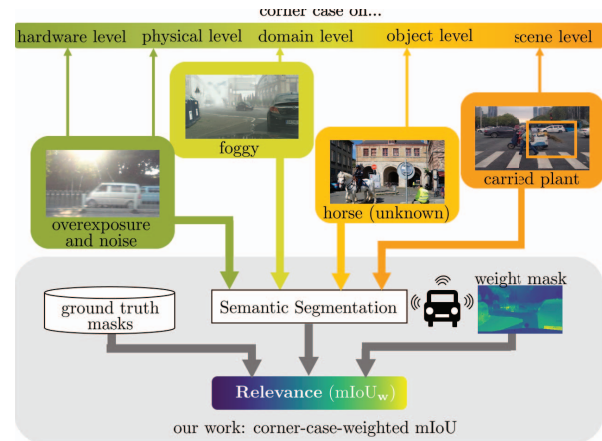 corner case on...
hardware level physical level domain level object level scene level
foggy
carried plant
horse (unknown)
overexposure
and noise
weight mask
ground truth
masks
Semantic Segmentation
Relevance (mIoU_w)
our work: corner-case-weighted mIoU